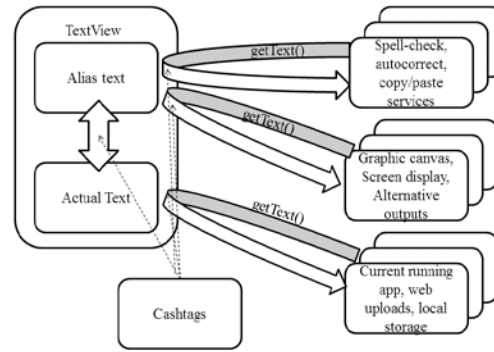 TextView
Alias text
Actual Text
Cashtags
getText()
Spell-check,
autocorrect,
copy/paste
services
getText()
Graphic canvas,
Screen display,
Alternative
outputs
getText()
Current running
app, web
uploads, local
storage